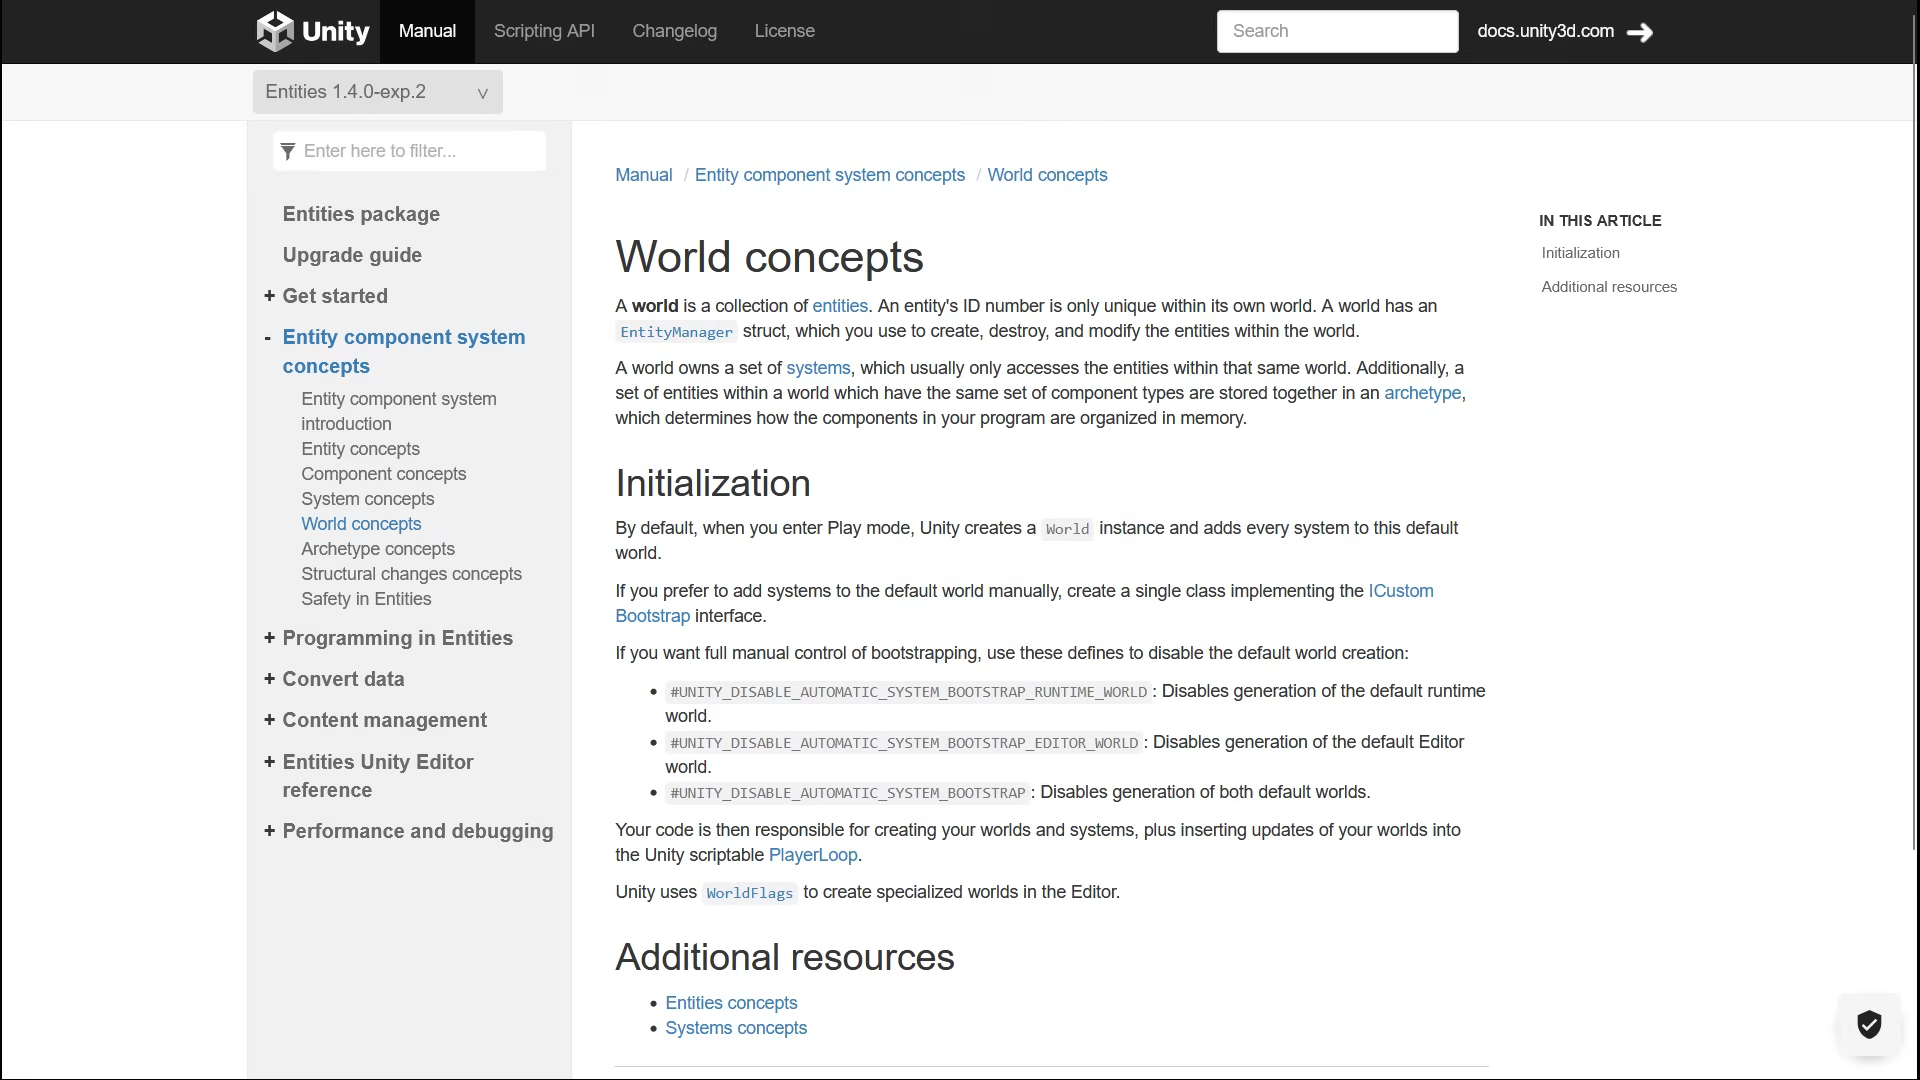 Unity Manual Scripting API Changelog License Search docs.unity3d.com
Entities 1.4.0-exp.2
Enter here to filter...
Entities package
Upgrade guide
+ Get started
- Entity component system
concepts
Entity component system
introduction
Entity concepts
Component concepts
System concepts
World concepts
Archetype concepts
Structural changes concepts
Safety in Entities
+ Programming in Entities
+ Convert data
+ Content management
+ Entities Unity Editor
reference
+ Performance and debugging
Manual / Entity component system concepts / World concepts
World concepts
A world is a collection of entities. An entity's ID number is only unique within its own world. A world has an
EntityManager struct, which you use to create, destroy, and modify the entities within the world.
A world owns a set of systems, which usually only accesses the entities within that same world. Additionally, a
set of entities within a world which have the same set of component types are stored together in an archetype,
which determines how the components in your program are organized in memory.
Initialization
By default, when you enter Play mode, Unity creates a World instance and adds every system to this default
world.
If you prefer to add systems to the default world manually, create a single class implementing the ICustom
Bootstrap interface.
If you want full manual control of bootstrapping, use these defines to disable the default world creation:
• #UNITY_DISABLE_AUTOMATIC_SYSTEM_BOOTSTRAP_RUNTIME_WORLD : Disables generation of the default runtime
world.
• #UNITY_DISABLE_AUTOMATIC_SYSTEM_BOOTSTRAP_EDITOR_WORLD : Disables generation of the default Editor
world.
• #UNITY_DISABLE_AUTOMATIC_SYSTEM_BOOTSTRAP : Disables generation of both default worlds.
Your code is then responsible for creating your worlds and systems, plus inserting updates of your worlds into
the Unity scriptable PlayerLoop.
Unity uses WorldFlags to create specialized worlds in the Editor.
Additional resources
• Entities concepts
• Systems concepts
IN THIS ARTICLE
Initialization
Additional resources